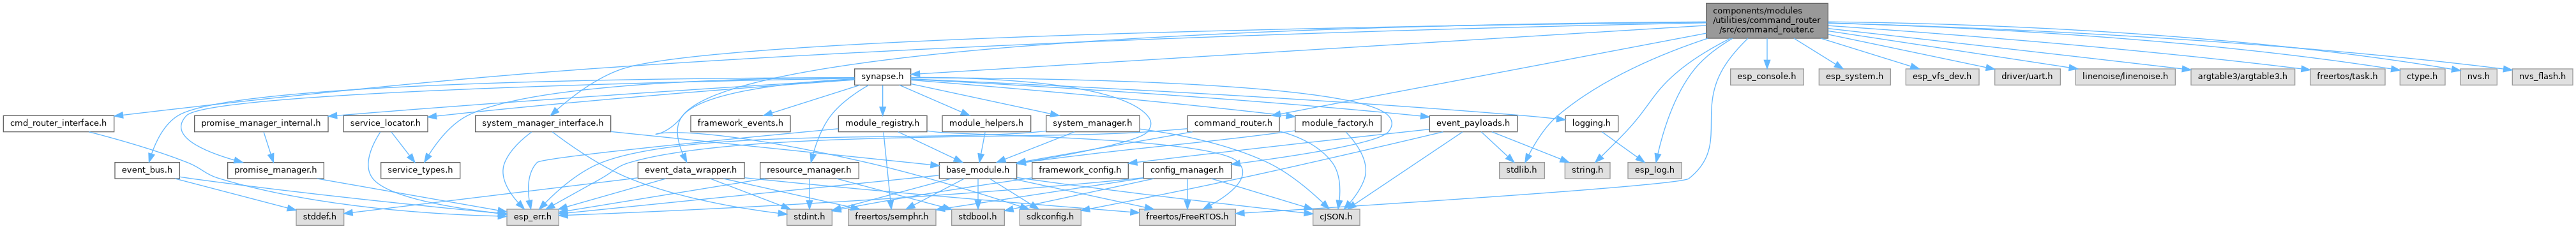 components/modules
/utilities/command_router
/src/command_router.c
synapse.h
esp_console.h
esp_system.h
esp_vfs_dev.h
driver/uart.h
linenoise/linenoise.h
argtable3/argtable3.h
freertos/task.h
ctype.h
nvs.h
nvs_flash.h
cmd_router_interface.h
promise_manager_internal.h
service_locator.h
system_manager_interface.h
framework_events.h
module_registry.h
module_helpers.h
system_manager.h
command_router.h
module_factory.h
event_payloads.h
logging.h
event_bus.h
promise_manager.h
service_types.h
event_data_wrapper.h
resource_manager.h
base_module.h
framework_config.h
config_manager.h
stdlib.h
string.h
esp_log.h
stddef.h
esp_err.h
stdint.h
freertos/semphr.h
stdbool.h
sdkconfig.h
freertos/FreeRTOS.h
cJSON.h